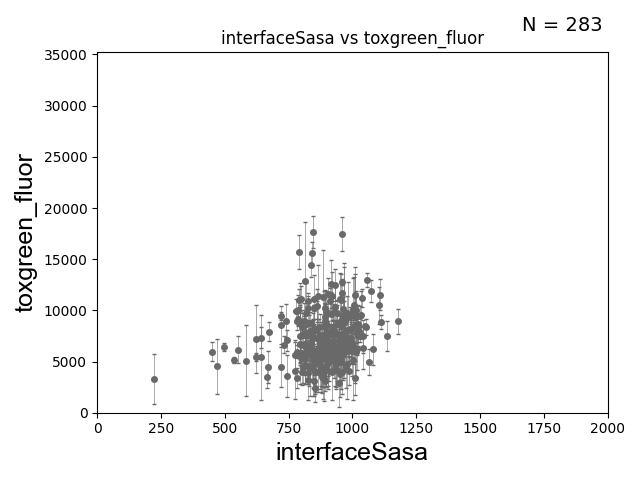 N = 283
interfaceSasa vs toxgreen_fluor
35000
30000
25000
20000
15000
10000
5000
0
toxgreen_fluor
0 250 500 750 1000 1250 1500 1750 2000
interfaceSasa